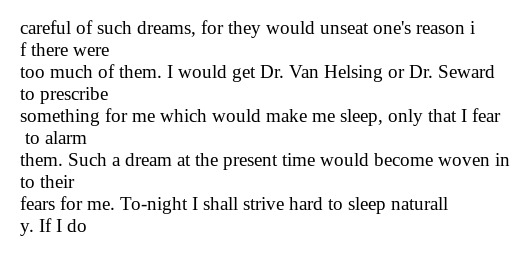 careful of such dreams, for they would unseat one's reason i
f there were
too much of them. I would get Dr. Van Helsing or Dr. Seward
to prescribe
something for me which would make me sleep, only that I fear
 to alarm
them. Such a dream at the present time would become woven in
to their
fears for me. To-night I shall strive hard to sleep naturall
y. If I do